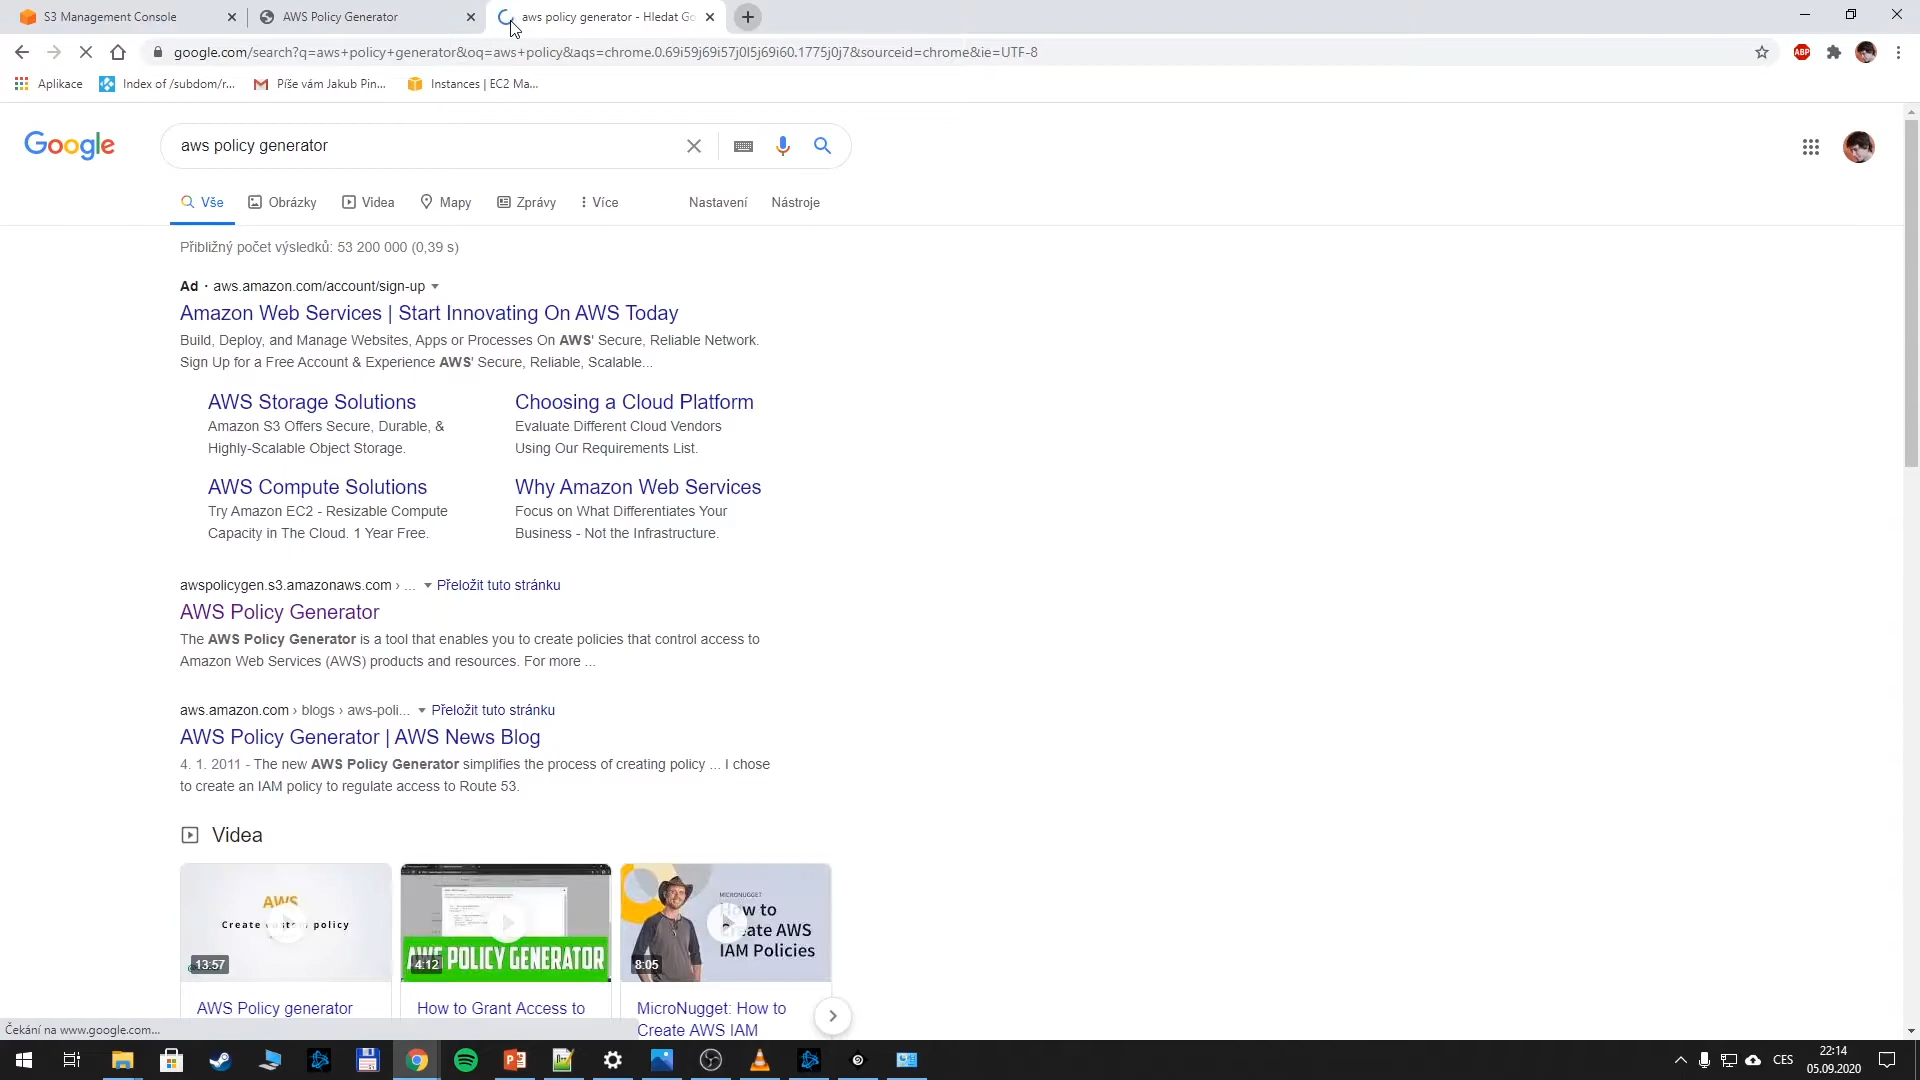 S3 Management Console
AWS Policy Generator
aws policy generator - Hledat Go
google.com/search?q=aws+policy+generator&oq=aws+policy&aqs=chrome.0.69i59j69i57j0l5j69i60.1775j0j7&sourceid=chrome&ie=UTF-8
ABP
Aplikace
Index of /subdom/r...
Píše vám Jakub Pin...
Instances | EC2 Ma...
Google
aws policy generator
Vše
Obrázky
Videa
Mapy
Zprávy
Více
Nastavení
Nástroje
Přibližný počet výsledků: 53 200 000 (0,39 s)
Ad · aws.amazon.com/account/sign-up
Amazon Web Services | Start Innovating On AWS Today
Build, Deploy, and Manage Websites, Apps or Processes On AWS' Secure, Reliable Network.
Sign Up for a Free Account & Experience AWS' Secure, Reliable, Scalable...
AWS Storage Solutions
Amazon S3 Offers Secure, Durable, &
Highly-Scalable Object Storage.
Choosing a Cloud Platform
Evaluate Different Cloud Vendors
Using Our Requirements List.
AWS Compute Solutions
Try Amazon EC2 - Resizable Compute
Capacity in The Cloud. 1 Year Free.
Why Amazon Web Services
Focus on What Differentiates Your
Business - Not the Infrastructure.
awspolicygen.s3.amazonaws.com › ... Přeložit tuto stránku
AWS Policy Generator
The AWS Policy Generator is a tool that enables you to create policies that control access to
Amazon Web Services (AWS) products and resources. For more ...
aws.amazon.com › blogs › aws-poli... Přeložit tuto stránku
AWS Policy Generator | AWS News Blog
4. 1. 2011 - The new AWS Policy Generator simplifies the process of creating policy ... I chose
to create an IAM policy to regulate access to Route 53.
Videa
AWS
Create custom policy
13:57
AWS POLICY GENERATOR
4:12
MICRONUGGET
How to
Create AWS
IAM Policies
8:05
AWS Policy generator
How to Grant Access to
MicroNugget: How to
Create AWS IAM
Čekání na www.google.com...
CES
22:14
05.09.2020